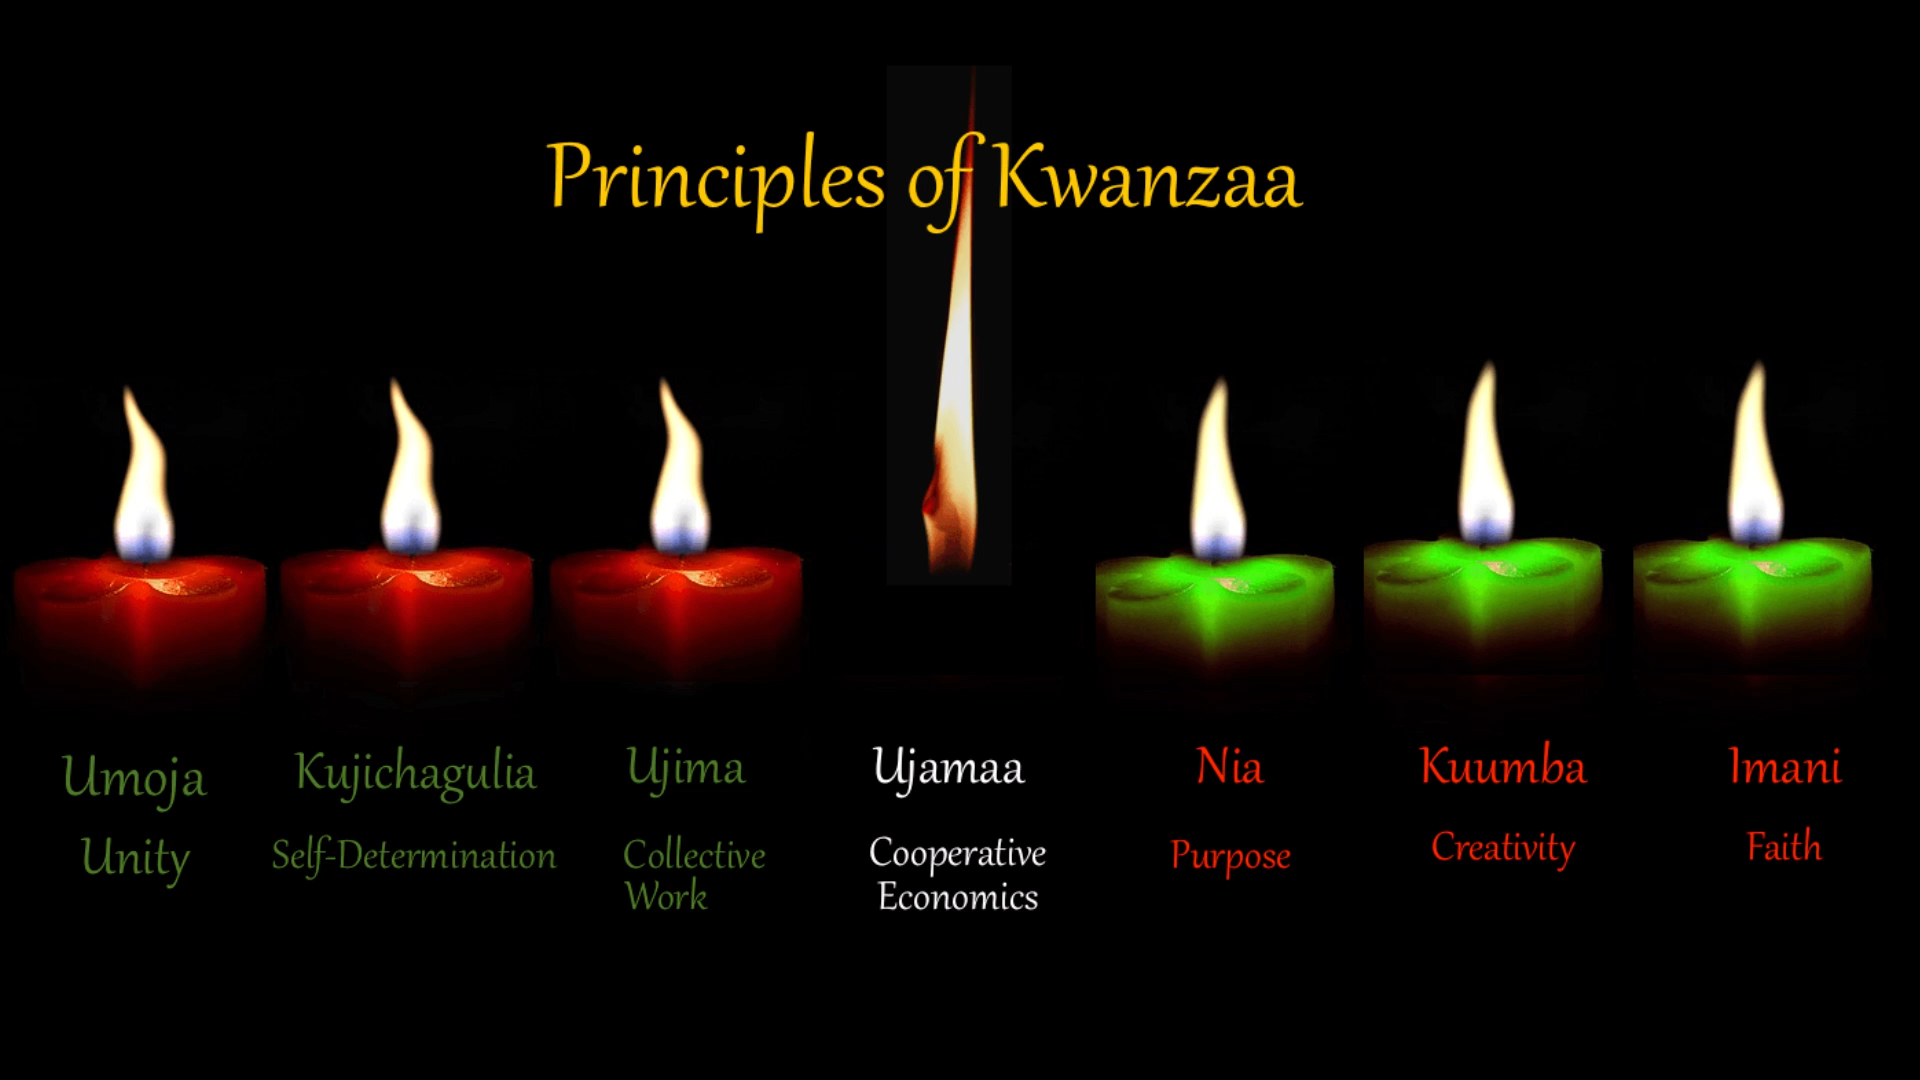 Principles of Kwanzaa
Umoja
Unity
Kujichagulia
Self-Determination
Ujima
Collective
Work
Ujamaa
Cooperative
Economics
Nia
Purpose
Kuumba
Creativity
Imani
Faith